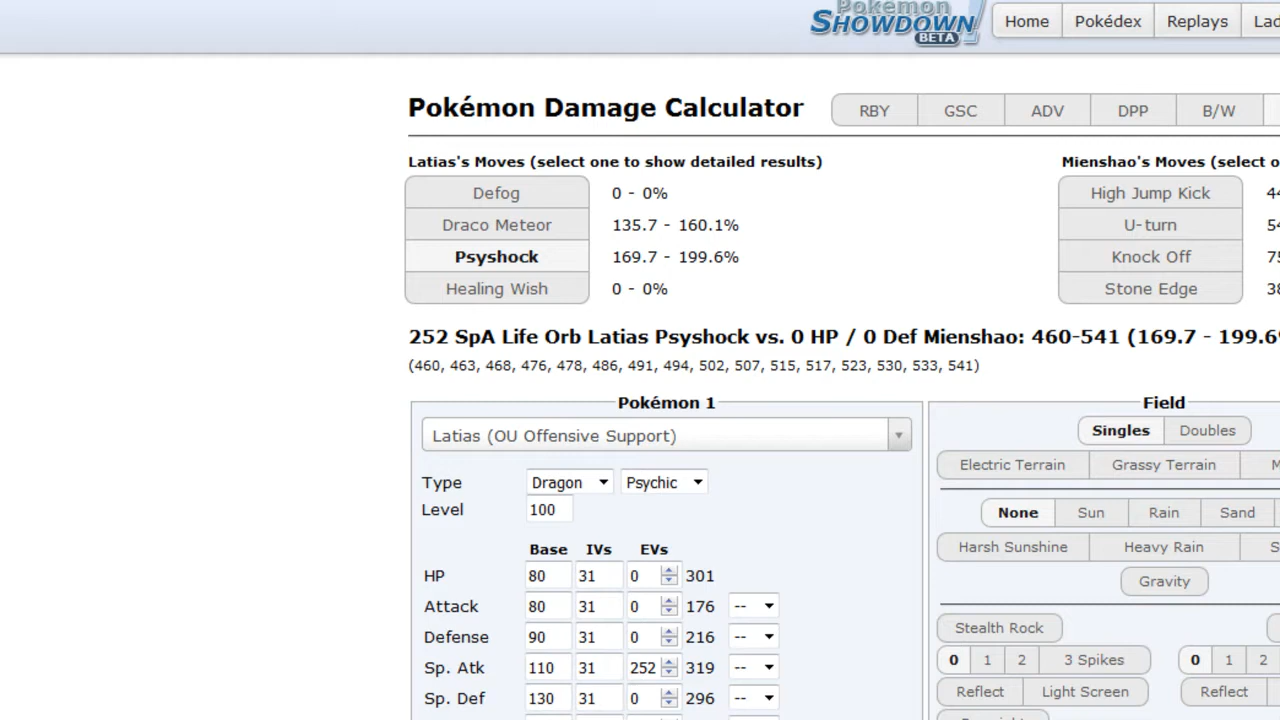 Pokémon
SHOWDOWN
BETA
Home Pokédex Replays
Pokémon Damage Calculator RBY GSC ADV DPP B/W
Latias's Moves (select one to show detailed results) Mienshao's Moves (select
Defog 0 - 0% High Jump Kick
Draco Meteor 135.7 - 160.1% U-turn
Psyshock 169.7 - 199.6% Knock Off
Healing Wish 0 - 0% Stone Edge
252 SpA Life Orb Latias Psyshock vs. 0 HP / 0 Def Mienshao: 460-541 (169.7 - 199.6
(460, 463, 468, 476, 478, 486, 491, 494, 502, 507, 515, 517, 523, 530, 533, 541)
Pokémon 1 Field
Latias (OU Offensive Support) Singles Doubles
Electric Terrain Grassy Terrain
Type Dragon Psychic
Level 100
None Sun Rain Sand
Base IVs EVs
Harsh Sunshine Heavy Rain
HP 80 31 0 301 Gravity
Attack 80 31 0 176 --
Stealth Rock
Defense 90 31 0 216 --
Sp. Atk 110 31 252 319 -- 0 1 2 3 Spikes 0 1 2
Sp. Def 130 31 0 296 -- Reflect Light Screen Reflect